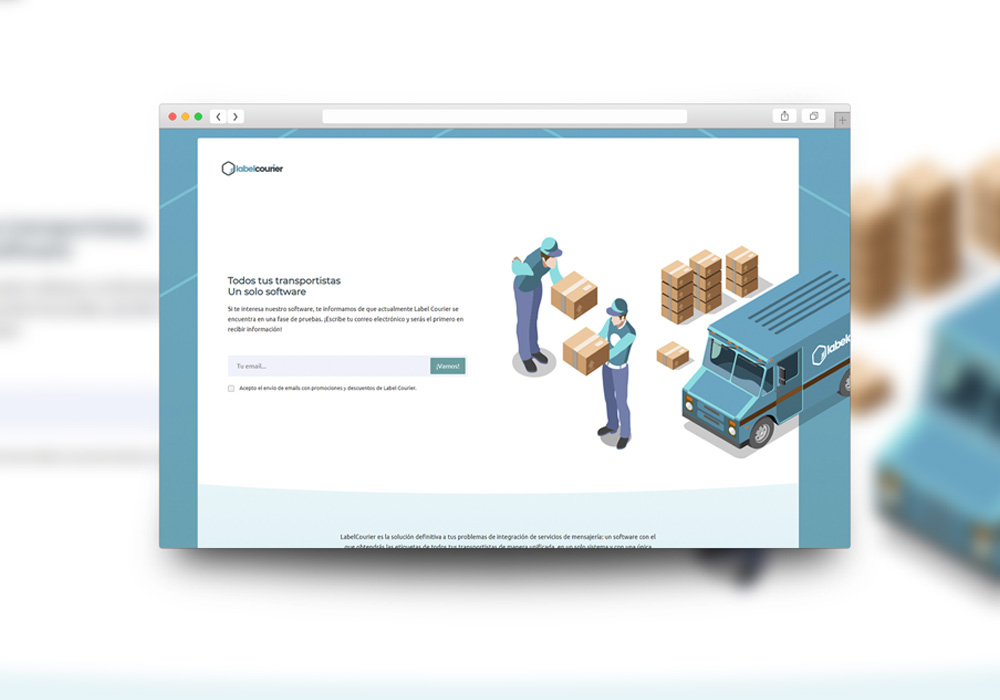 labelcourier
Todos tus transportistas
Un solo software
Si te interesa nuestro software, te informamos de que actualmente Label Courier se
encuentra en una fase de pruebas. ¡Escribe tu correo electrónico y serás el primero en
recibir información!
Tu email...
¡Vamos!
Acepto el envío de emails con promociones y descuentos de Label Courier.
label
LabelCourier es la solución definitiva a tus problemas de integración de servicios de mensajería: un software con el
que obtendrás las etiquetas de todos tus transportistas de manera unificada, en un solo sistema y con una única